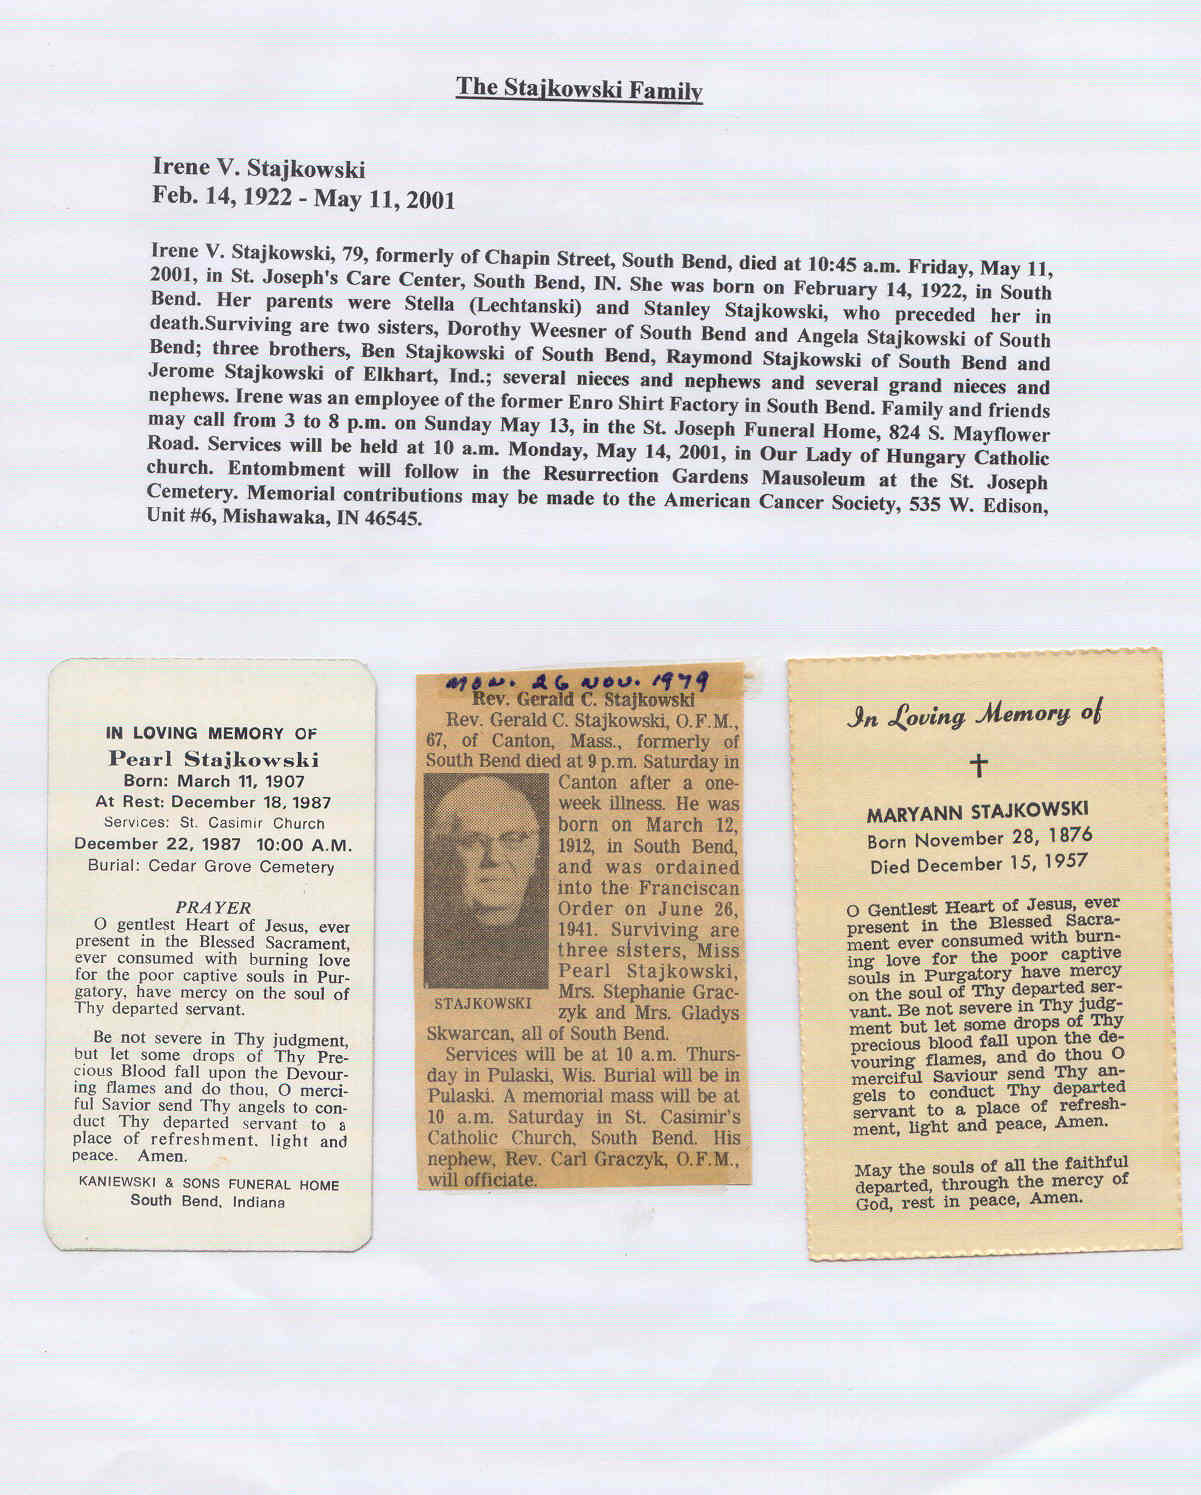 The Stajkowski Family
Irene V. Stajkowski
Feb. 14, 1922 - May 11, 2001
Irene V. Stajkowski, 79, formerly of Chapin Street, South Bend, died at 10:45 a.m. Friday, May 11,
2001, in St. Joseph's Care Center, South Bend, IN. She was born on February 14, 1922, in South
Bend. Her parents were Stella (Lechtanski) and Stanley Stajkowski, who preceded her in
death.Surviving are two sisters, Dorothy Weesner of South Bend and Angela Stajkowski of South
Bend; three brothers, Ben Stajkowski of South Bend, Raymond Stajkowski of South Bend and
Jerome Stajkowski of Elkhart, Ind.; several nieces and nephews and several grand nieces and
nephews. Irene was an employee of the former Enro Shirt Factory in South Bend. Family and friends
may call from 3 to 8 p.m. on Sunday May 13, in the St. Joseph Funeral Home, 824 S. Mayflower
Road. Services will be held at 10 a.m. Monday, May 14, 2001, in Our Lady of Hungary Catholic
church. Entombment will follow in the Resurrection Gardens Mausoleum at the St. Joseph
Cemetery. Memorial contributions may be made to the American Cancer Society, 535 W. Edison,
Unit #6, Mishawaka, IN 46545.
IN LOVING MEMORY OF
Pearl Stajkowski
Born: March 11, 1907
At Rest: December 18, 1987
Services: St. Casimir Church
December 22, 1987 10:00 A.M.
Burial: Cedar Grove Cemetery
PRAYER
O gentlest Heart of Jesus, ever
present in the Blessed Sacrament,
ever consumed with burning love
for the poor captive souls in Pur-
gatory, have mercy on the soul of
Thy departed servant.
Be not severe in Thy judgment,
but let some drops of Thy Pre-
cious Blood fall upon the Devour-
ing flames and do thou, O merci-
ful Savior send Thy angels to con-
duct Thy departed servant to a
place of refreshment. light and
peace. Amen.
KANIEWSKI & SONS FUNERAL HOME
South Bend, Indiana
MON. 26 NOV. 1979
Rev. Gerald C. Stajkowski
Rev. Gerald C. Stajkowski, O.F.M.,
67, of Canton, Mass., formerly of
South Bend died at 9 p.m. Saturday in
Canton after a one-
week illness. He was
born on March 12,
1912, in South Bend,
and was ordained
into the Franciscan
Order on June 26,
1941. Surviving are
three sisters, Miss
Pearl Stajkowski,
Mrs. Stephanie Grac-
zyk and Mrs. Gladys
STAJKOWSKI
Skwarcan, all of South Bend.
Services will be at 10 a.m. Thurs-
day in Pulaski, Wis. Burial will be in
Pulaski. A memorial mass will be at
10 a.m. Saturday in St. Casimir's
Catholic Church, South Bend. His
nephew, Rev. Carl Graczyk, O.F.M.,
will officiate.
In Loving Memory of
MARYANN STAJKOWSKI
Born November 28, 1876
Died December 15, 1957
O Gentlest Heart of Jesus, ever
present in the Blessed Sacra-
ment ever consumed with burn-
ing love for the poor captive
souls in Purgatory have mercy
on the soul of Thy departed ser-
vant. Be not severe in Thy judg-
ment but let some drops of Thy
precious blood fall upon the de-
vouring flames, and do thou O
merciful Saviour send Thy an-
gels to conduct Thy departed
servant to a place of refresh-
ment, light and peace, Amen.
May the souls of all the faithful
departed, through the mercy of
God, rest in peace, Amen.